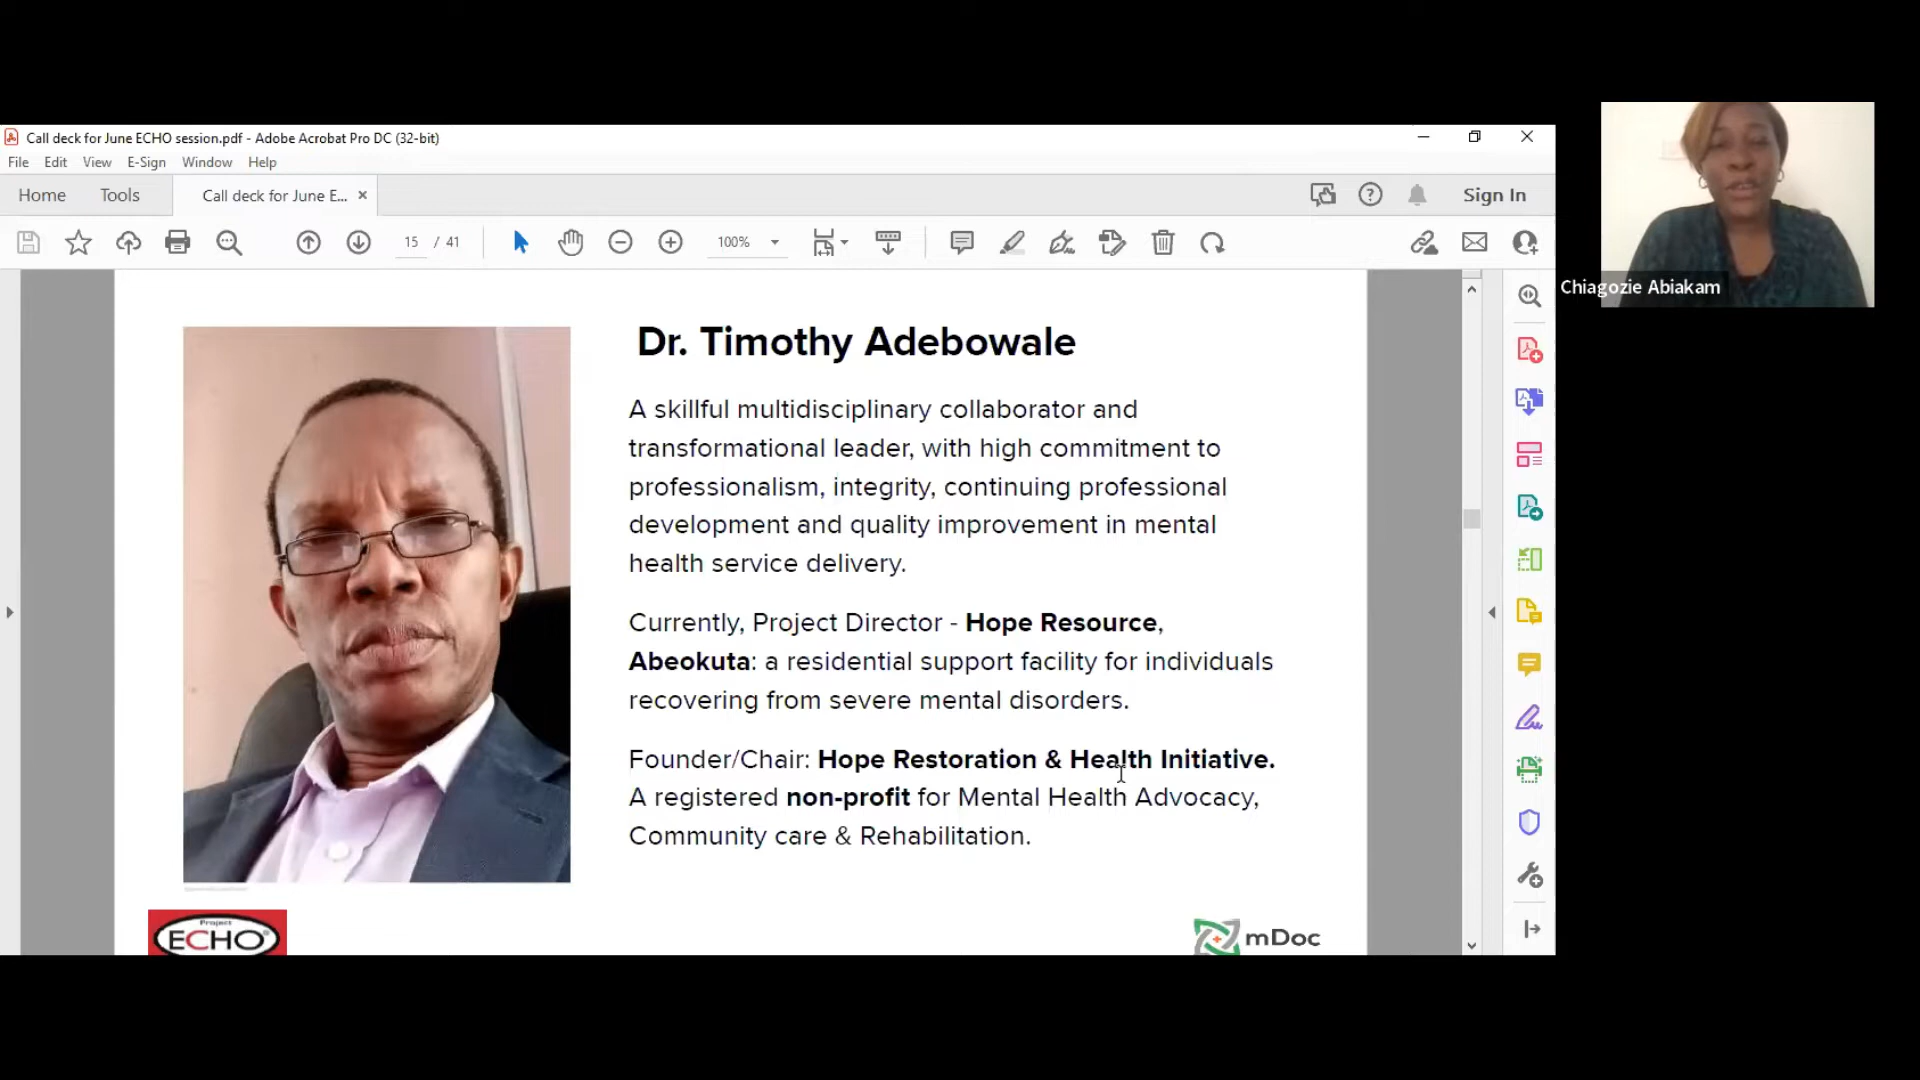 Call deck for June ECHO session.pdf - Adobe Acrobat Pro DC (32-bit)
File Edit View E-Sign Window Help
Home Tools Call deck for June E... × Sign In
15 / 41 100%
Dr. Timothy Adebowale
A skillful multidisciplinary collaborator and
transformational leader, with high commitment to
professionalism, integrity, continuing professional
development and quality improvement in mental
health service delivery.
Currently, Project Director - Hope Resource,
Abeokuta: a residential support facility for individuals
recovering from severe mental disorders.
Founder/Chair: Hope Restoration & Health Initiative.
A registered non-profit for Mental Health Advocacy,
Community care & Rehabilitation.
Project
ECHO®
mDoc
Chiagozie Abiakam